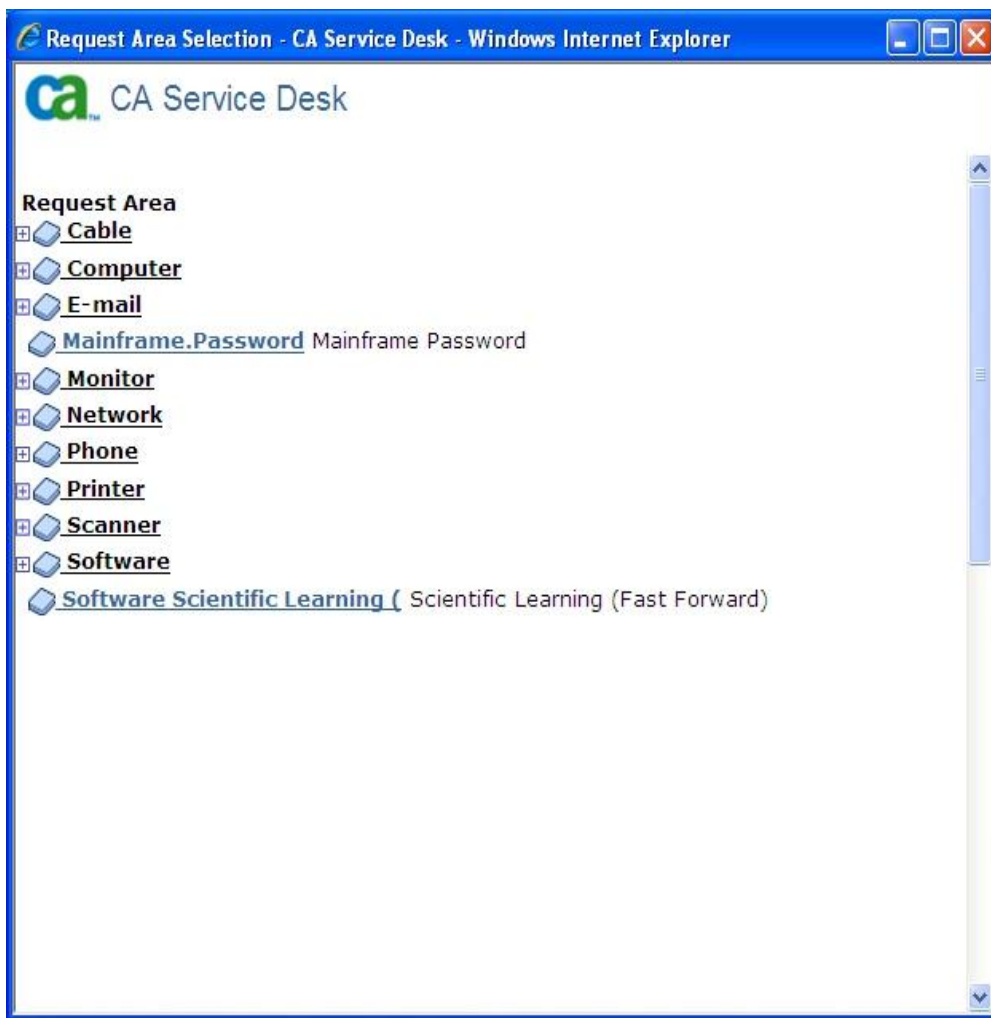 Request Area Selection - CA Service Desk - Windows Internet Explorer
ca™ CA Service Desk
Request Area
Cable
Computer
E-mail
Mainframe.Password Mainframe Password
Monitor
Network
Phone
Printer
Scanner
Software
Software Scientific Learning ( Scientific Learning (Fast Forward)